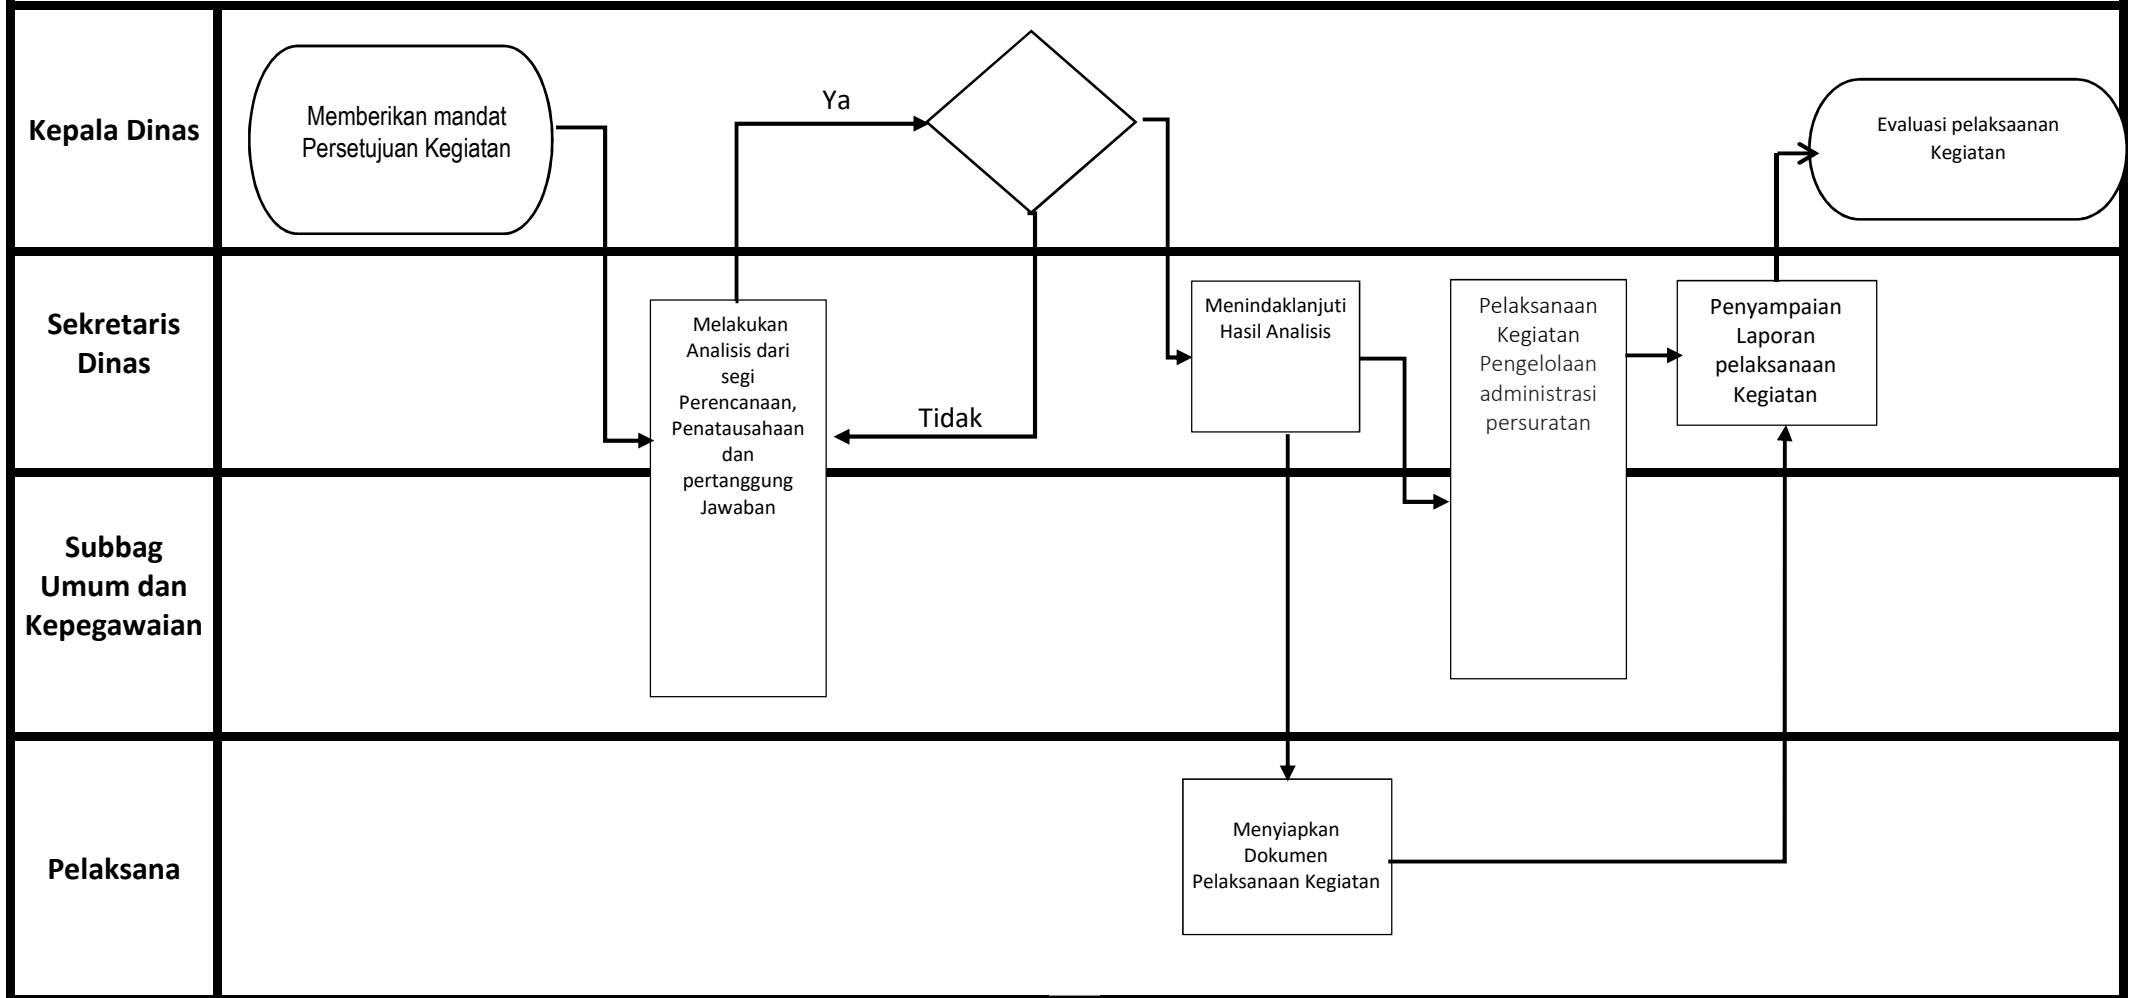 Kepala Dinas
Memberikan mandat
Persetujuan Kegiatan
Ya
Evaluasi pelaksaanan
Kegiatan
Sekretaris
Dinas
Melakukan
Analisis dari
segi
Perencanaan,
Penatausahaan
dan
pertanggung
Jawaban
Tidak
Menindaklanjuti
Hasil Analisis
Pelaksanaan
Kegiatan
Pengelolaan
administrasi
persuratan
Penyampaian
Laporan
pelaksanaan
Kegiatan
Subbag
Umum dan
Kepegawaian
Pelaksana
Menyiapkan
Dokumen
Pelaksanaan Kegiatan